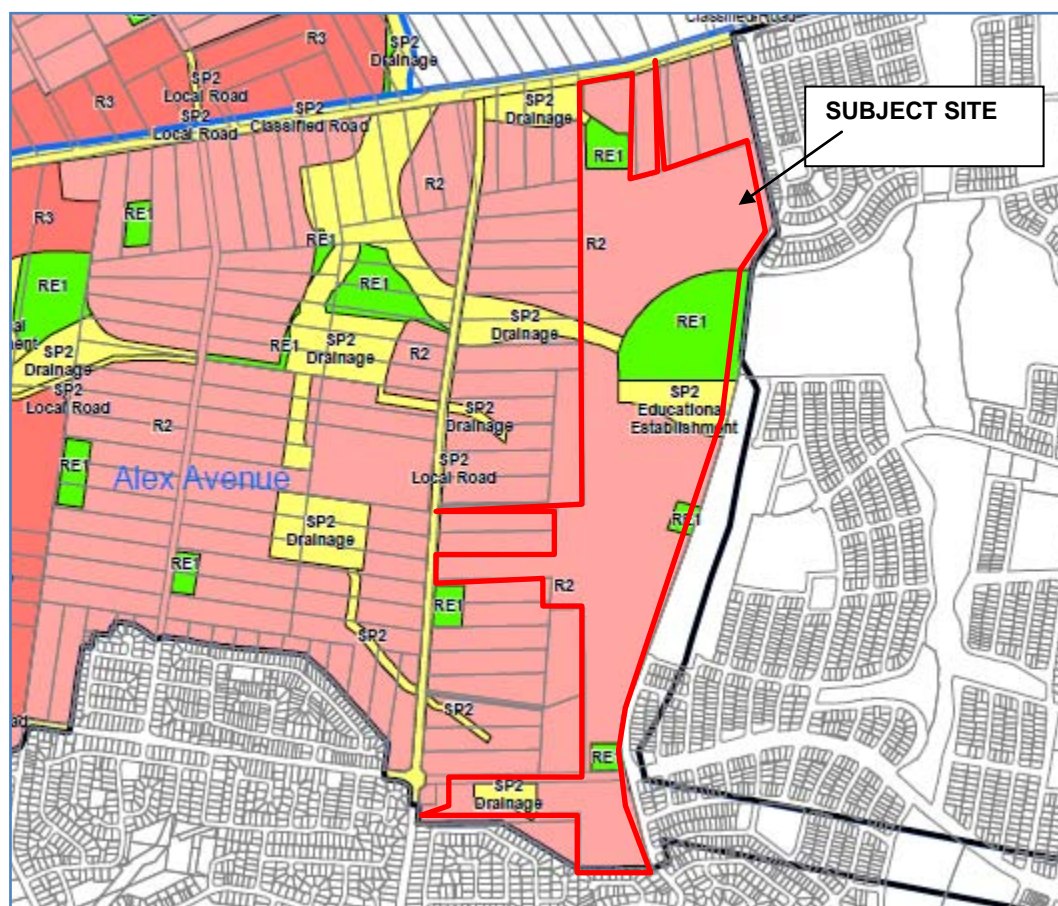 Classified Road
SP2
Drainage
R3
SP2
Local Road
R3
SP2
Local Road
SP2
Classified Road
SP2
Drainage
SUBJECT SITE
RE1
R2
RE1
R3
RE1
R2
RE1
RE1
RE1
SP2
Drainage
RE1
SP2
Drainage
R2
SP2
Drainage
SP2
Local Road
SP2
Educational
Establishment
R2
SP2
Drainage
SP2
Local Road
RE1
Alex Avenue
RE1
SP2
Drainage
RE1
R2
RE1
SP2
SP2
RE
SP2
Drainage